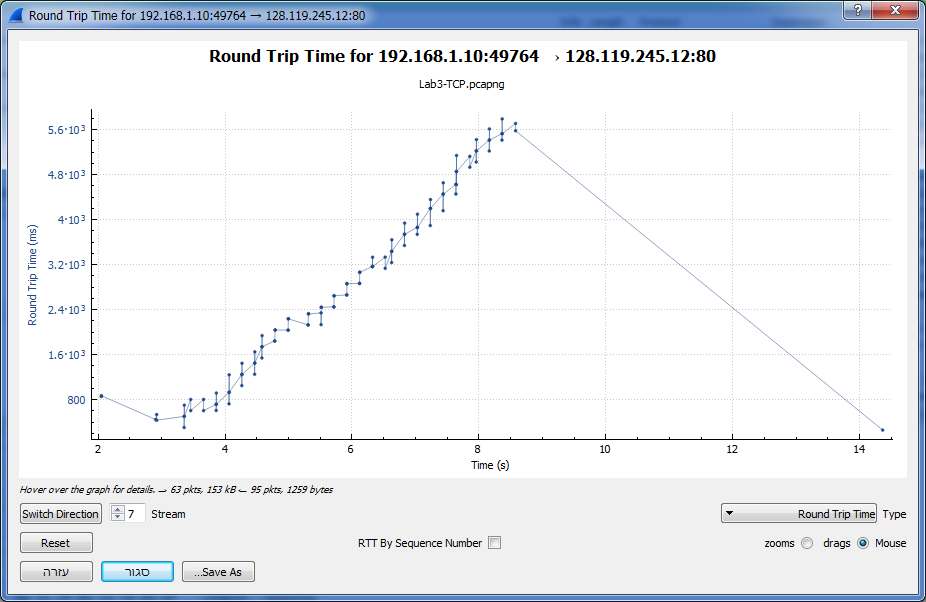 Round Trip Time for 192.168.1.10:49764 → 128.119.245.12:80
Round Trip Time for 192.168.1.10:49764 → 128.119.245.12:80
Lab3-TCP.pcapng
Round Trip Time (ms)
5.6·10³
4.8·10³
4·10³
3.2·10³
2.4·10³
1.6·10³
800
2 4 6 8 10 12 14
Time (s)
Hover over the graph for details. → 63 pkts, 153 kB ← 95 pkts, 1259 bytes
Switch Direction 7 Stream Round Trip Time Type
Reset RTT By Sequence Number zooms drags Mouse
עזרה סגור ...Save As